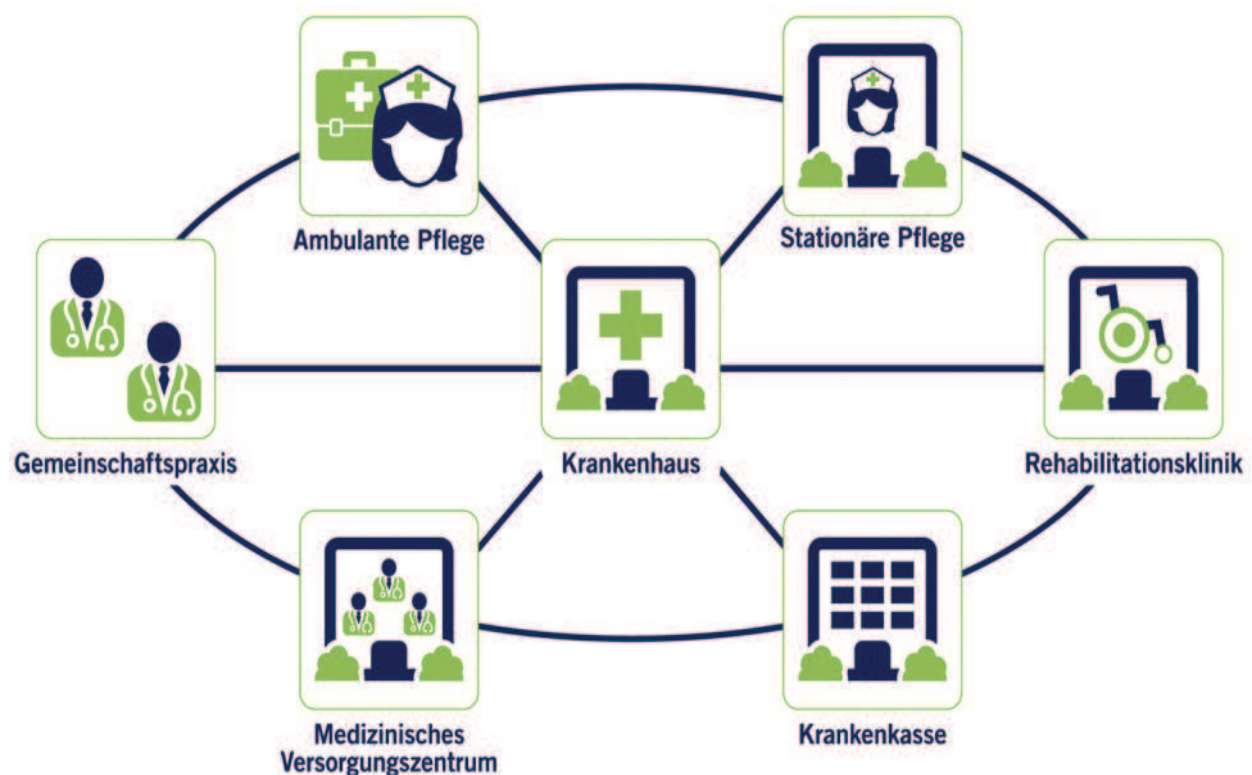 Ambulante Pflege
Stationäre Pflege
Gemeinschaftspraxis
Krankenhaus
Rehabilitationsklinik
Medizinisches
Versorgungszentrum
Krankenkasse